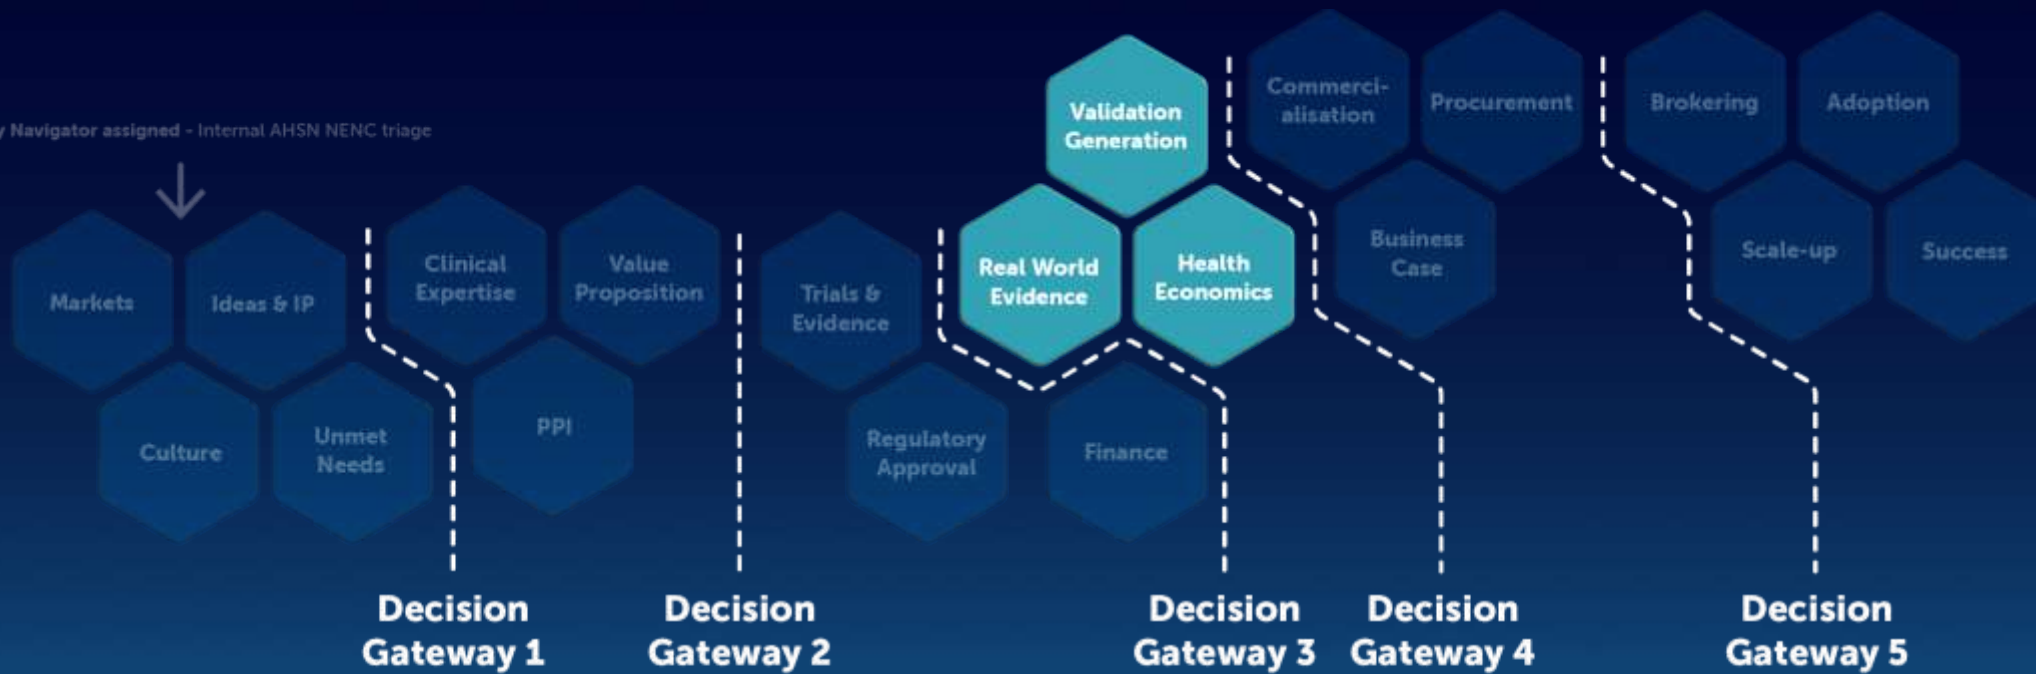 y Navigator assigned - Internal AHSN NENC triage
Markets
Ideas & IP
Culture
Unmet
Needs
Clinical
Expertise
Value
Proposition
PPI
Trials &
Evidence
Regulatory
Approval
Finance
Validation
Generation
Real World
Evidence
Health
Economics
Commerci-
alisation
Procurement
Business
Case
Brokering
Adoption
Scale-up
Success
Decision
Gateway 1
Decision
Gateway 2
Decision
Gateway 3
Decision
Gateway 4
Decision
Gateway 5